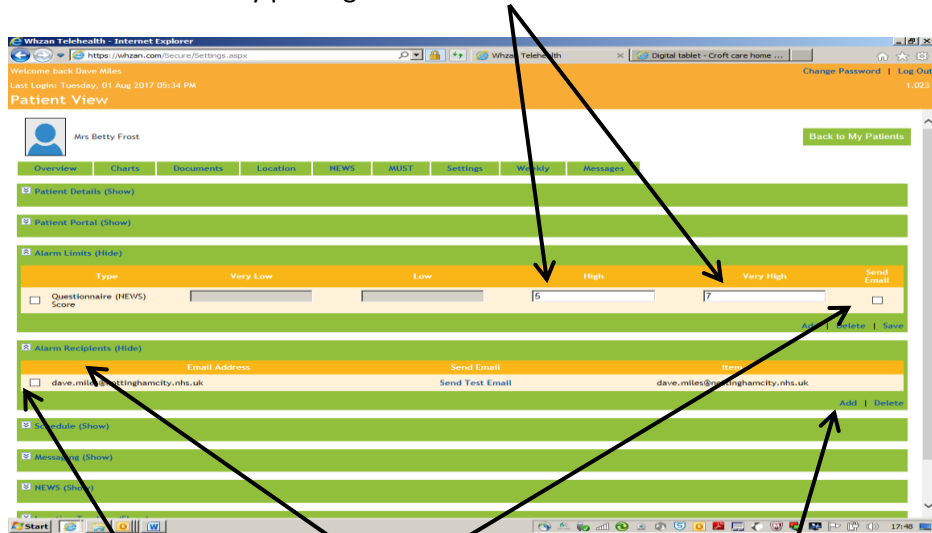 Whzan Telehealth - Internet Explorer
https://whzan.com/Secure/Settings.aspx
Whzan Telehealth
Digital tablet - Croft care home ...
Welcome back Dave Miles
Change Password | Log Out
Last Login: Tuesday, 01 Aug 2017 05:34 PM
1.023
Patient View
Mrs Betty Frost
Back to My Patients
Overview Charts Documents Location NEWS MUST Settings Weekly Messages
Patient Details (Show)
Patient Portal (Show)
Alarm Limits (Hide)
Type Very Low Low High Very High Send Email
Questionnaire (NEWS) Score 5 7
Add | Delete | Save
Alarm Recipients (Hide)
Email Address Send Email Item
dave.miles@nottinghamcity.nhs.uk Send Test Email dave.miles@nottinghamcity.nhs.uk
Add | Delete
Schedule (Show)
Messaging (Show)
NEWS (Show)
Start
17:48